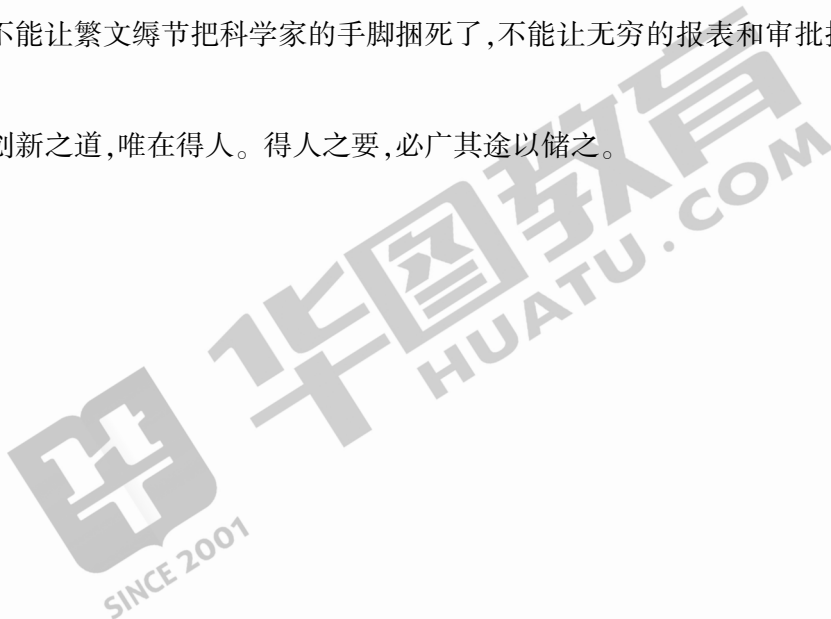 不能让繁文缛节把科学家的手脚捆死了,不能让无穷的报表和审批
创新之道,唯在得人。得人之要,必广其途以储之。
华图教育
HUATU.COM
SINCE 2001